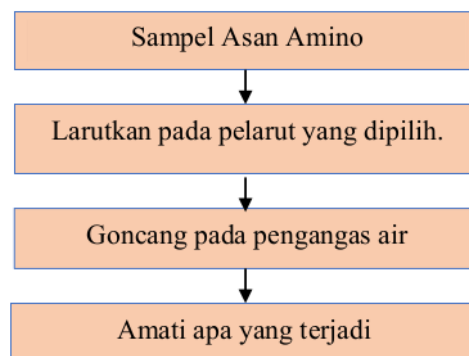 Sampel Asan Amino
Larutkan pada pelarut yang dipilih.
Goncang pada pengangas air
Amati apa yang terjadi